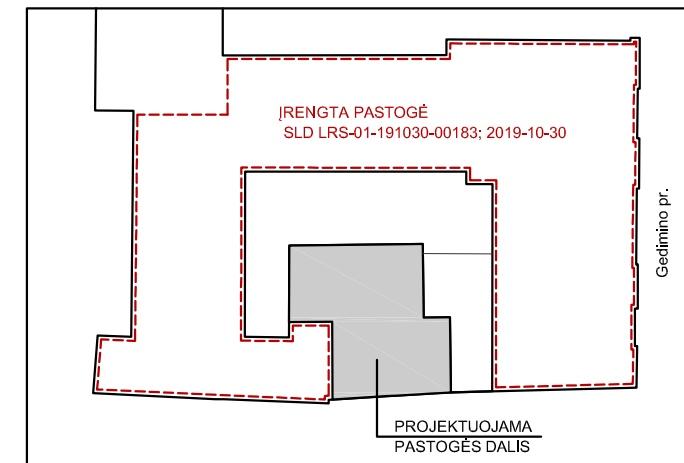 ĮRENGTA PASTOGĖ
SLD LRS-01-191030-00183; 2019-10-30
Gedimino pr.
PROJEKTUOJAMA
PASTOGĖS DALIS